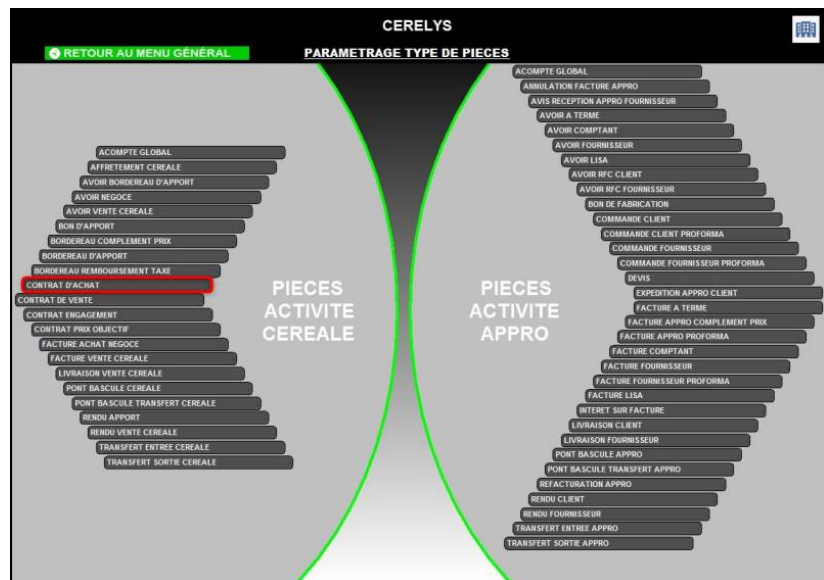 CERELYS
RETOUR AU MENU GÉNÉRAL
PARAMETRAGE TYPE DE PIECES
ACOMPTE GLOBAL
AFFRETEMENT CEREALE
AVOIR BORDEREAU D'APPORT
AVOIR NEGOCE
AVOIR VENTE CEREALE
BON D'APPORT
BORDEREAU COMPLEMENT PRIX
BORDEREAU D'APPORT
BORDEREAU REMBOURSEMENT TAXE
CONTRAT D'ACHAT
CONTRAT DE VENTE
CONTRAT ENGAGEMENT
CONTRAT PRIX OBJECTIF
FACTURE ACHAT NEGOCE
FACTURE VENTE CEREALE
LIVRAISON VENTE CEREALE
PONT BASCULE CEREALE
PONT BASCULE TRANSFERT CEREALE
RENDU APPORT
RENDU VENTE CEREALE
TRANSFERT ENTREE CEREALE
TRANSFERT SORTIE CEREALE
PIECES
ACTIVITE
CEREALE
PIECES
ACTIVITE
APPRO
ACOMPTE GLOBAL
ANNULATION FACTURE APPRO
AVIS RECEPTION APPRO FOURNISSEUR
AVOIR A TERME
AVOIR COMPTANT
AVOIR FOURNISSEUR
AVOIR LISA
AVOIR RFC CLIENT
AVOIR RFC FOURNISSEUR
BON DE FABRICATION
COMMANDE CLIENT
COMMANDE CLIENT PROFORMA
COMMANDE FOURNISSEUR
COMMANDE FOURNISSEUR PROFORMA
DEVIS
EXPEDITION APPRO CLIENT
FACTURE A TERME
FACTURE APPRO COMPLEMENT PRIX
FACTURE APPRO PROFORMA
FACTURE COMPTANT
FACTURE FOURNISSEUR
FACTURE FOURNISSEUR PROFORMA
FACTURE LISA
INTERET SUR FACTURE
LIVRAISON CLIENT
LIVRAISON FOURNISSEUR
PONT BASCULE APPRO
PONT BASCULE TRANSFERT APPRO
REFACTURATION APPRO
RENDU CLIENT
RENDU FOURNISSEUR
TRANSFERT ENTREE APPRO
TRANSFERT SORTIE APPRO